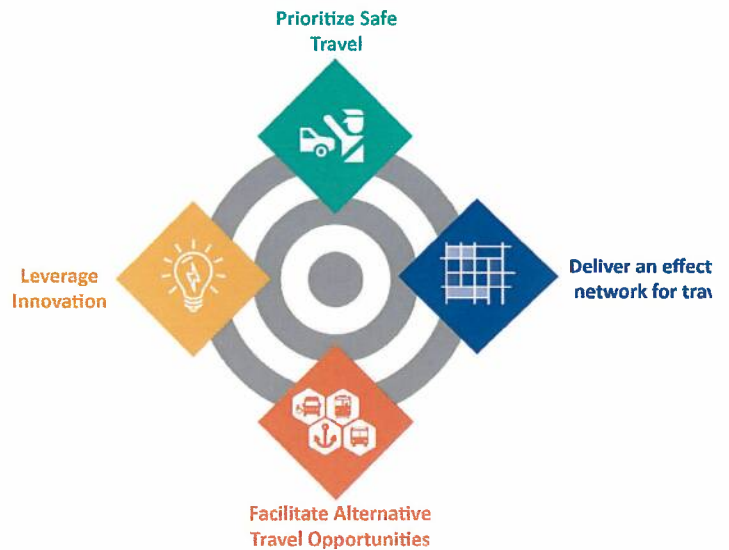 Prioritize Safe
Travel
Leverage
Innovation
Deliver an effect
network for trav
Facilitate Alternative
Travel Opportunities